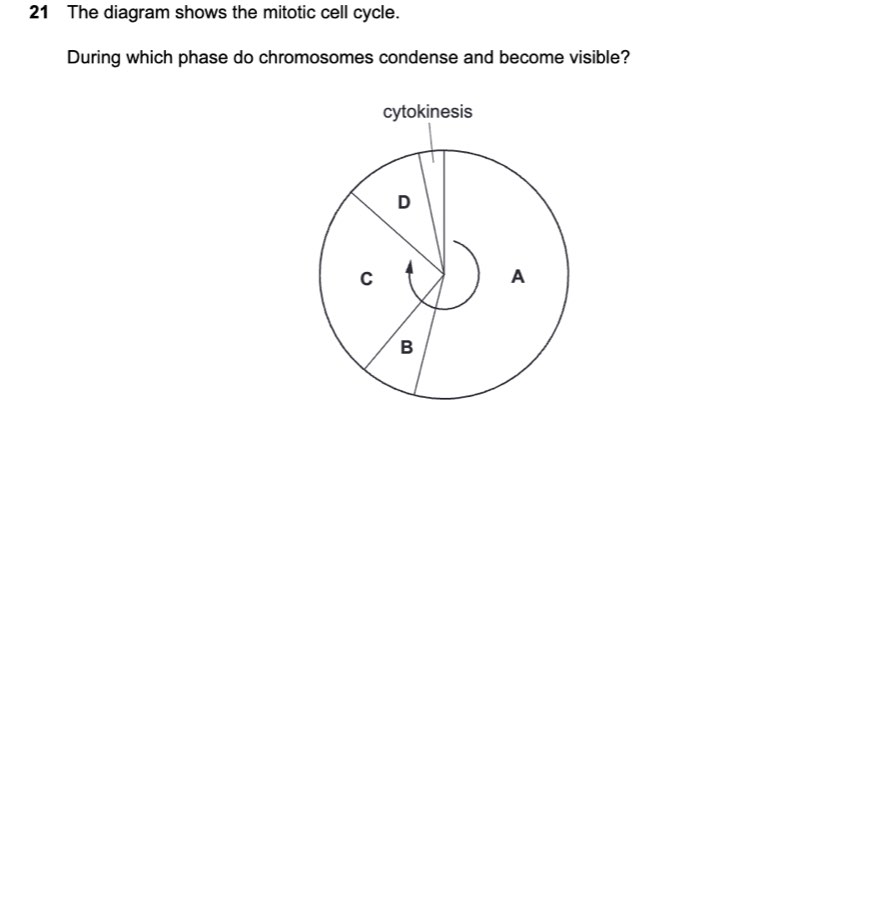 21 The diagram shows the mitotic cell cycle.
During which phase do chromosomes condense and become visible?
cytokinesis
D
C
A
B